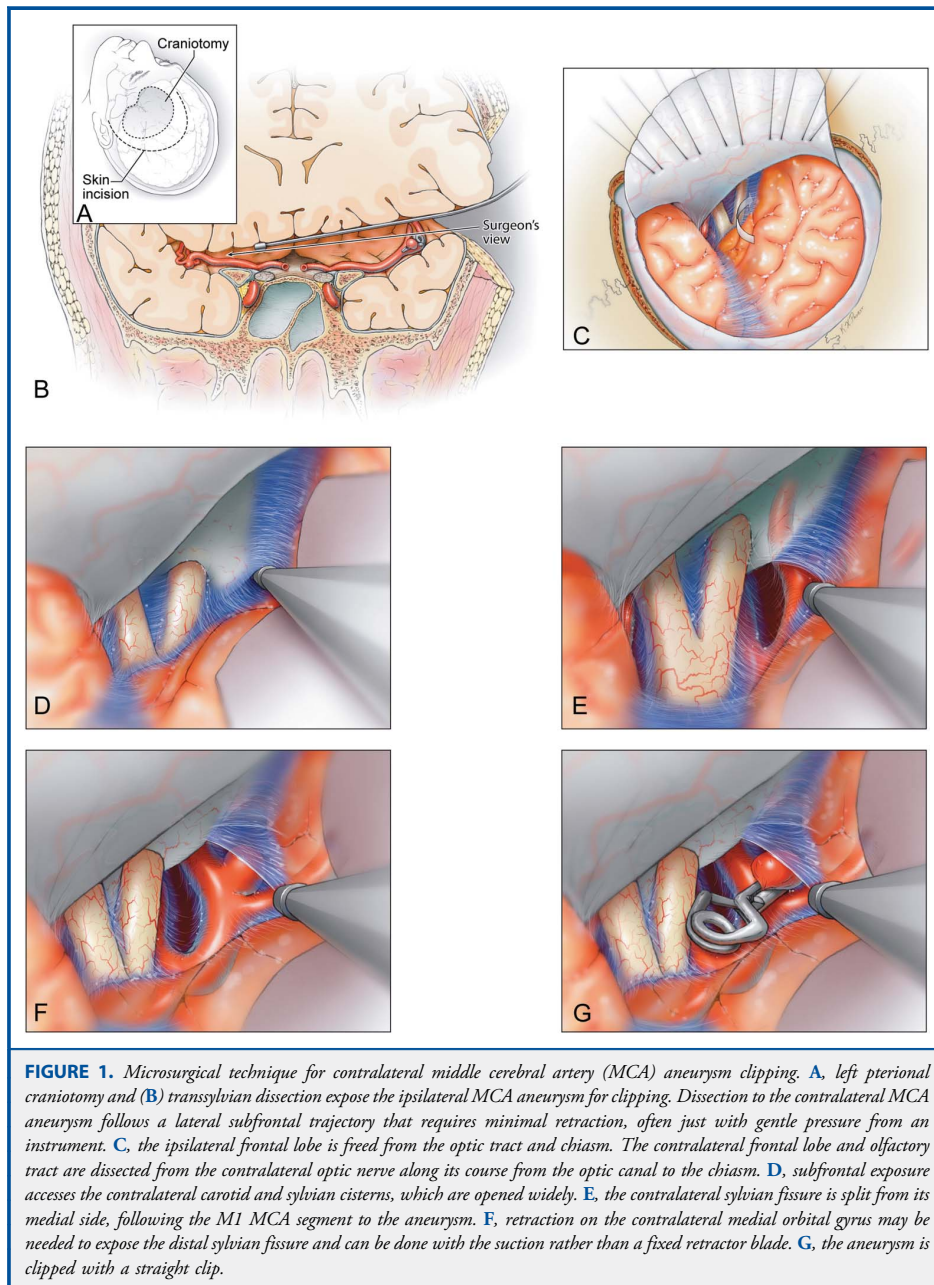 Craniotomy
Skin
incision
A
Surgeon's
view
B
C
D
E
F
G
FIGURE 1. Microsurgical technique for contralateral middle cerebral artery (MCA) aneurysm clipping. A, left pterional
craniotomy and (B) transsylvian dissection expose the ipsilateral MCA aneurysm for clipping. Dissection to the contralateral MCA
aneurysm follows a lateral subfrontal trajectory that requires minimal retraction, often just with gentle pressure from an
instrument. C, the ipsilateral frontal lobe is freed from the optic tract and chiasm. The contralateral frontal lobe and olfactory
tract are dissected from the contralateral optic nerve along its course from the optic canal to the chiasm. D, subfrontal exposure
accesses the contralateral carotid and sylvian cisterns, which are opened widely. E, the contralateral sylvian fissure is split from its
medial side, following the M1 MCA segment to the aneurysm. F, retraction on the contralateral medial orbital gyrus may be
needed to expose the distal sylvian fissure and can be done with the suction rather than a fixed retractor blade. G, the aneurysm is
clipped with a straight clip.